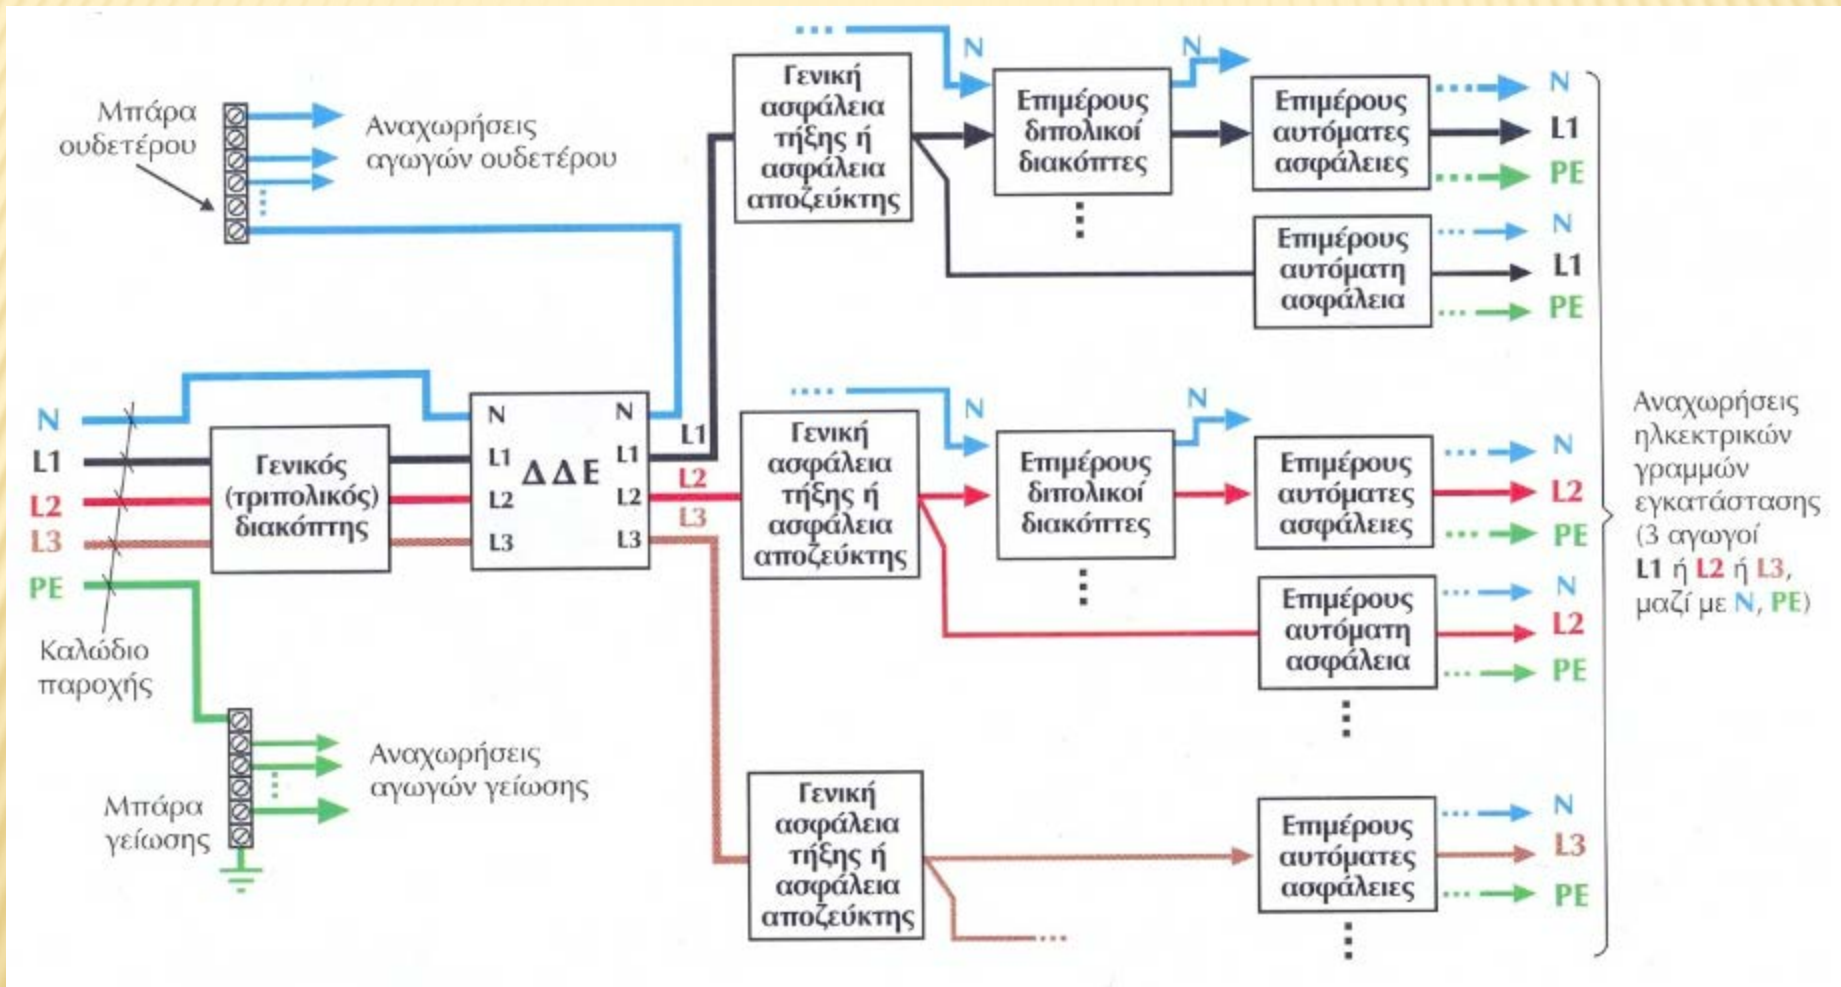 Μπάρα
ουδετέρου
Αναχωρήσεις
αγωγών ουδετέρου
N
L1
L2
L3
PE
Καλώδιο
παροχής
Μπάρα
γείωσης
Αναχωρήσεις
αγωγών γείωσης
Γενικός
(τριπολικός)
διακόπτης
N N
L1 ΔΔΕ L1
L2 L2
L3 L3
L1
L2
L3
Γενική
ασφάλεια
τήξης ή
ασφάλεια
αποζεύκτης
N
Επιμέρους
διπολικοί
διακόπτες
N
Επιμέρους
αυτόματες
ασφάλειες
N
L1
PE
Επιμέρους
αυτόματη
ασφάλεια
N
L1
PE
Γενική
ασφάλεια
τήξης ή
ασφάλεια
αποζεύκτης
N
Επιμέρους
διπολικοί
διακόπτες
N
Επιμέρους
αυτόματες
ασφάλειες
N
L2
PE
Επιμέρους
αυτόματη
ασφάλεια
N
L2
PE
Γενική
ασφάλεια
τήξης ή
ασφάλεια
αποζεύκτης
Επιμέρους
αυτόματες
ασφάλειες
N
L3
PE
Αναχωρήσεις
ηλκεκτρικών
γραμμών
εγκατάστασης
(3 αγωγοί
L1 ή L2 ή L3,
μαζί με N, PE)